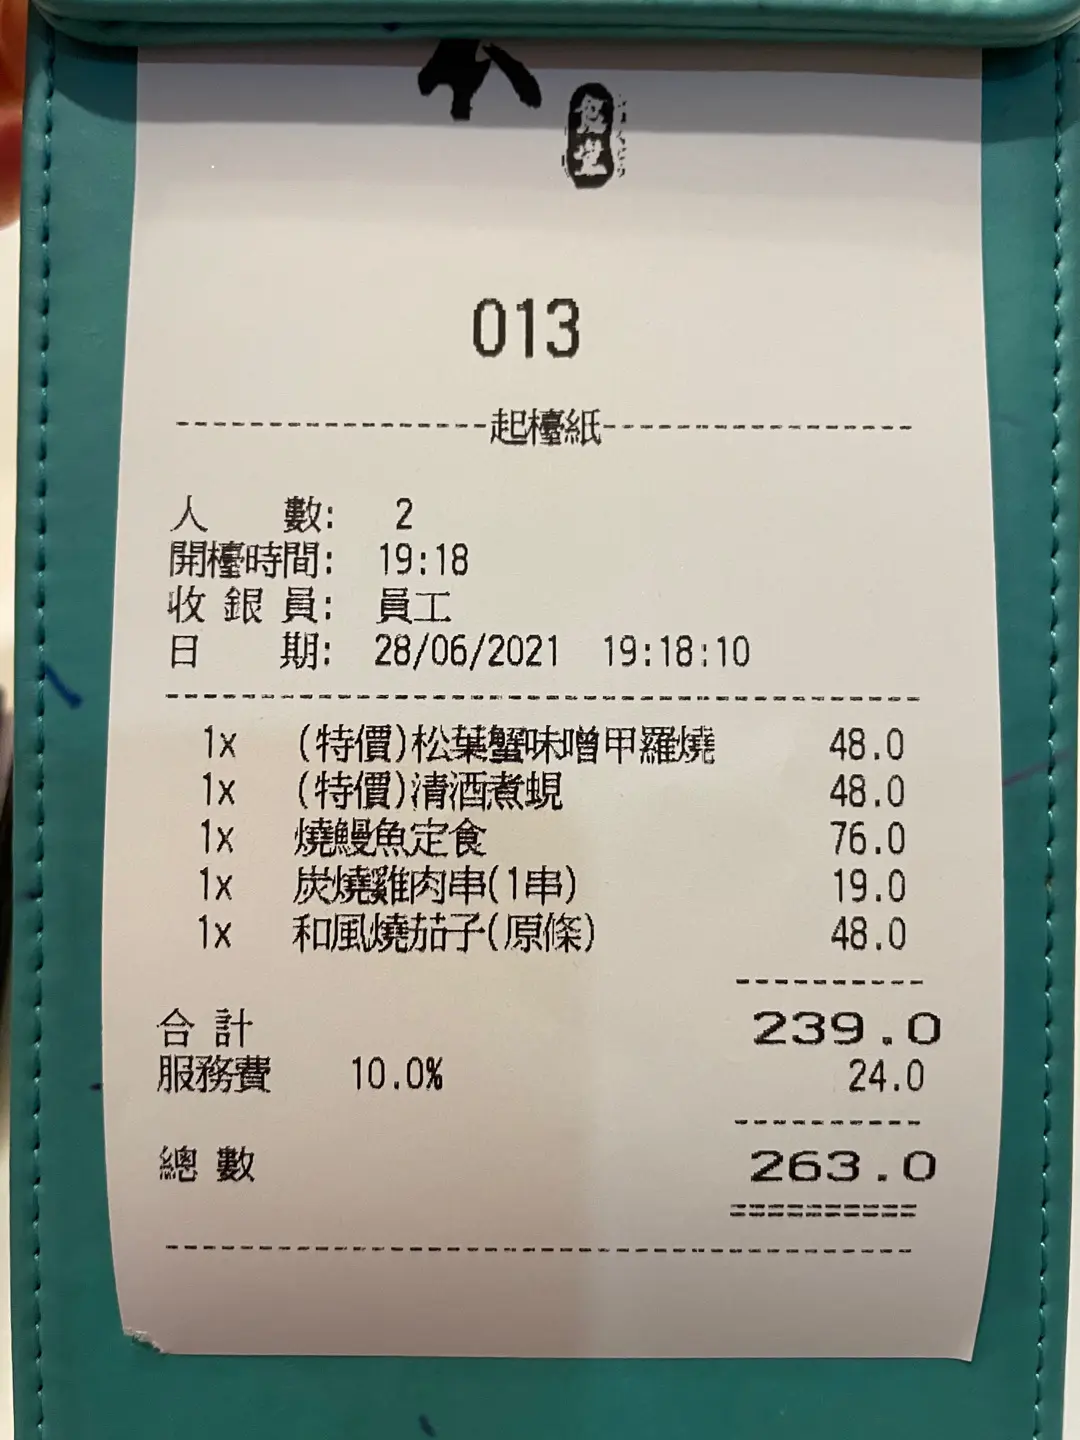 食堂
013
起檯紙
人 數: 2
開檯時間: 19:18
收銀員: 員工
日 期: 28/06/2021 19:18:10
1x (特價)松葉蟹味噌甲羅燒 48.0
1x (特價)清酒煮蜆 48.0
1x 燒鰻魚定食 76.0
1x 炭燒雞肉串(1串) 19.0
1x 和風燒茄子(原條) 48.0
合計 239.0
服務費 10.0% 24.0
總數 263.0